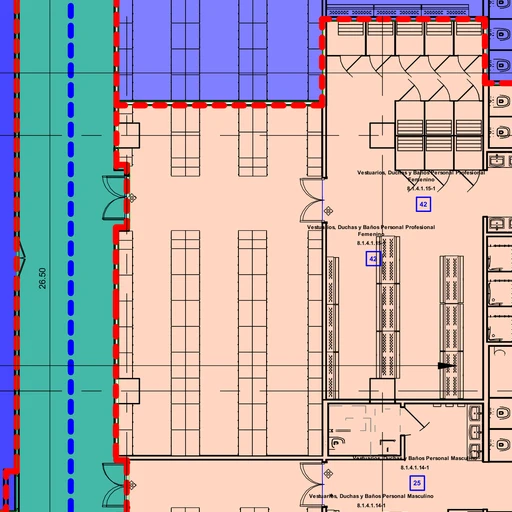 Vestuarios, Duchas y Baños Personal Profesional
Femenino
8.1.4.1.15-1
42
Vestuarios, Duchas y Baños Personal Profesional
Femenino
8.1.4.1.15-1
42
26.50
Vestuarios, Duchas y Baños Personal Masculino
8.1.4.1.14-1
25
Vestuarios, Duchas y Baños Personal Masculino
8.1.4.1.14-1